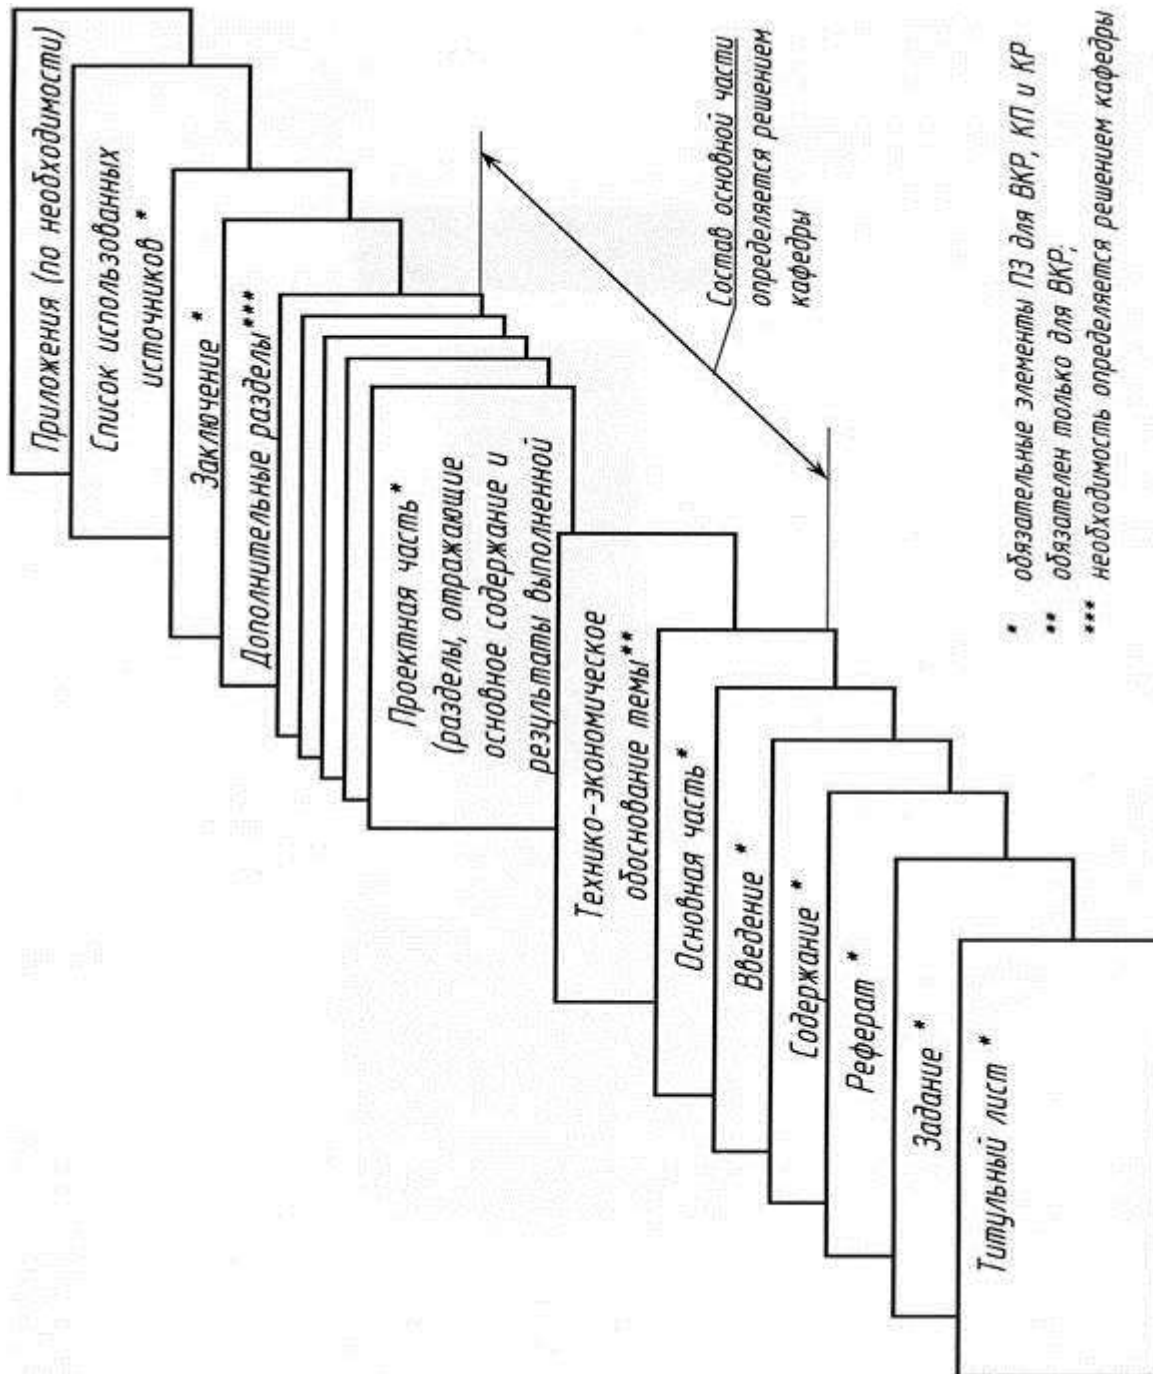 Приложения (по необходимости)
Список использованных
источников *
Заключение *
Дополнительные разделы***
Проектная часть*
(разделы, отражающие
основное содержание и
результаты выполненной
Технико-экономическое
обоснование темы**
Основная часть*
Введение *
Содержание *
Реферат *
Задание *
Титульный лист *
Состав основной части
определяется решением
кафедры
* обязательные элементы ПЗ для ВКР, КП и КР
** обязателен только для ВКР;
*** необходимость определяется решением кафедры